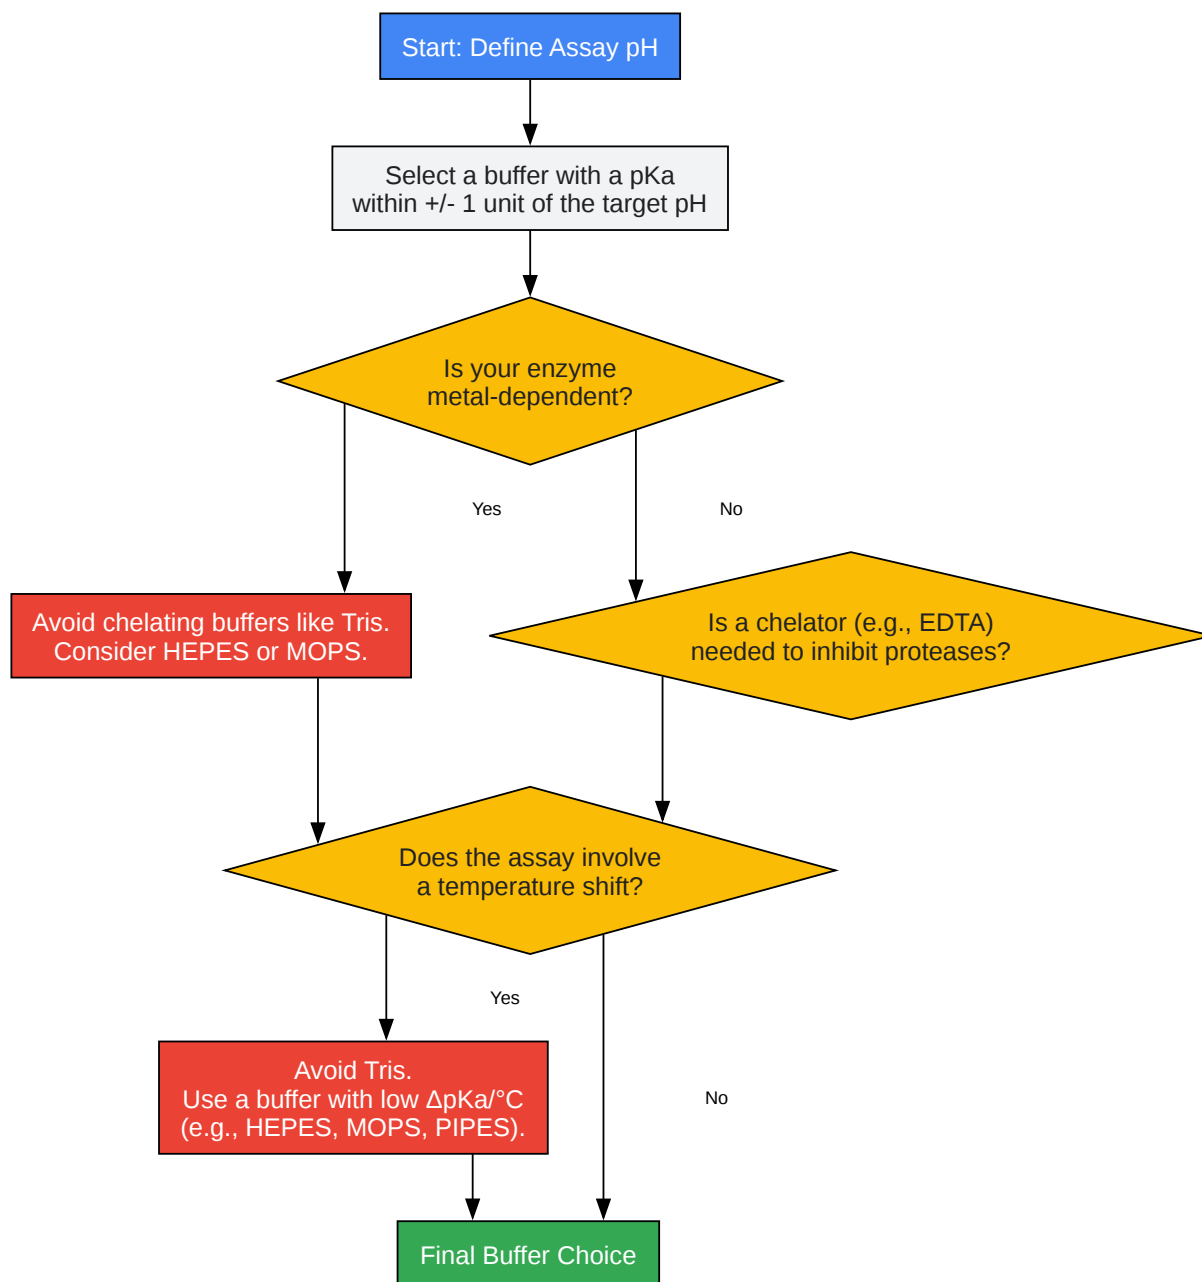 Start: Define Assay pH
Select a buffer with a pKa
within +/- 1 unit of the target pH
Is your enzyme
metal-dependent?
Yes
No
Avoid chelating buffers like Tris.
Consider HEPES or MOPS.
Is a chelator (e.g., EDTA)
needed to inhibit proteases?
Does the assay involve
a temperature shift?
Yes
Avoid Tris.
Use a buffer with low ΔpKa/°C
(e.g., HEPES, MOPS, PIPES).
No
Final Buffer Choice